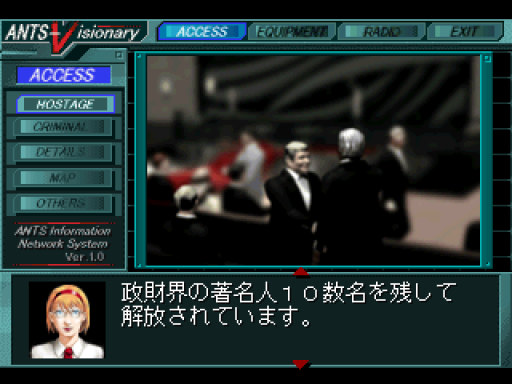 ANTS Visionary
ACCESS
EQUIPMENT
RADIO
EXIT
ACCESS
HOSTAGE
CRIMINAL
DETAILS
MAP
OTHERS
ANTS Information
Network System
Ver.1.0
政財界の著名人１０数名を残して
解放されています。